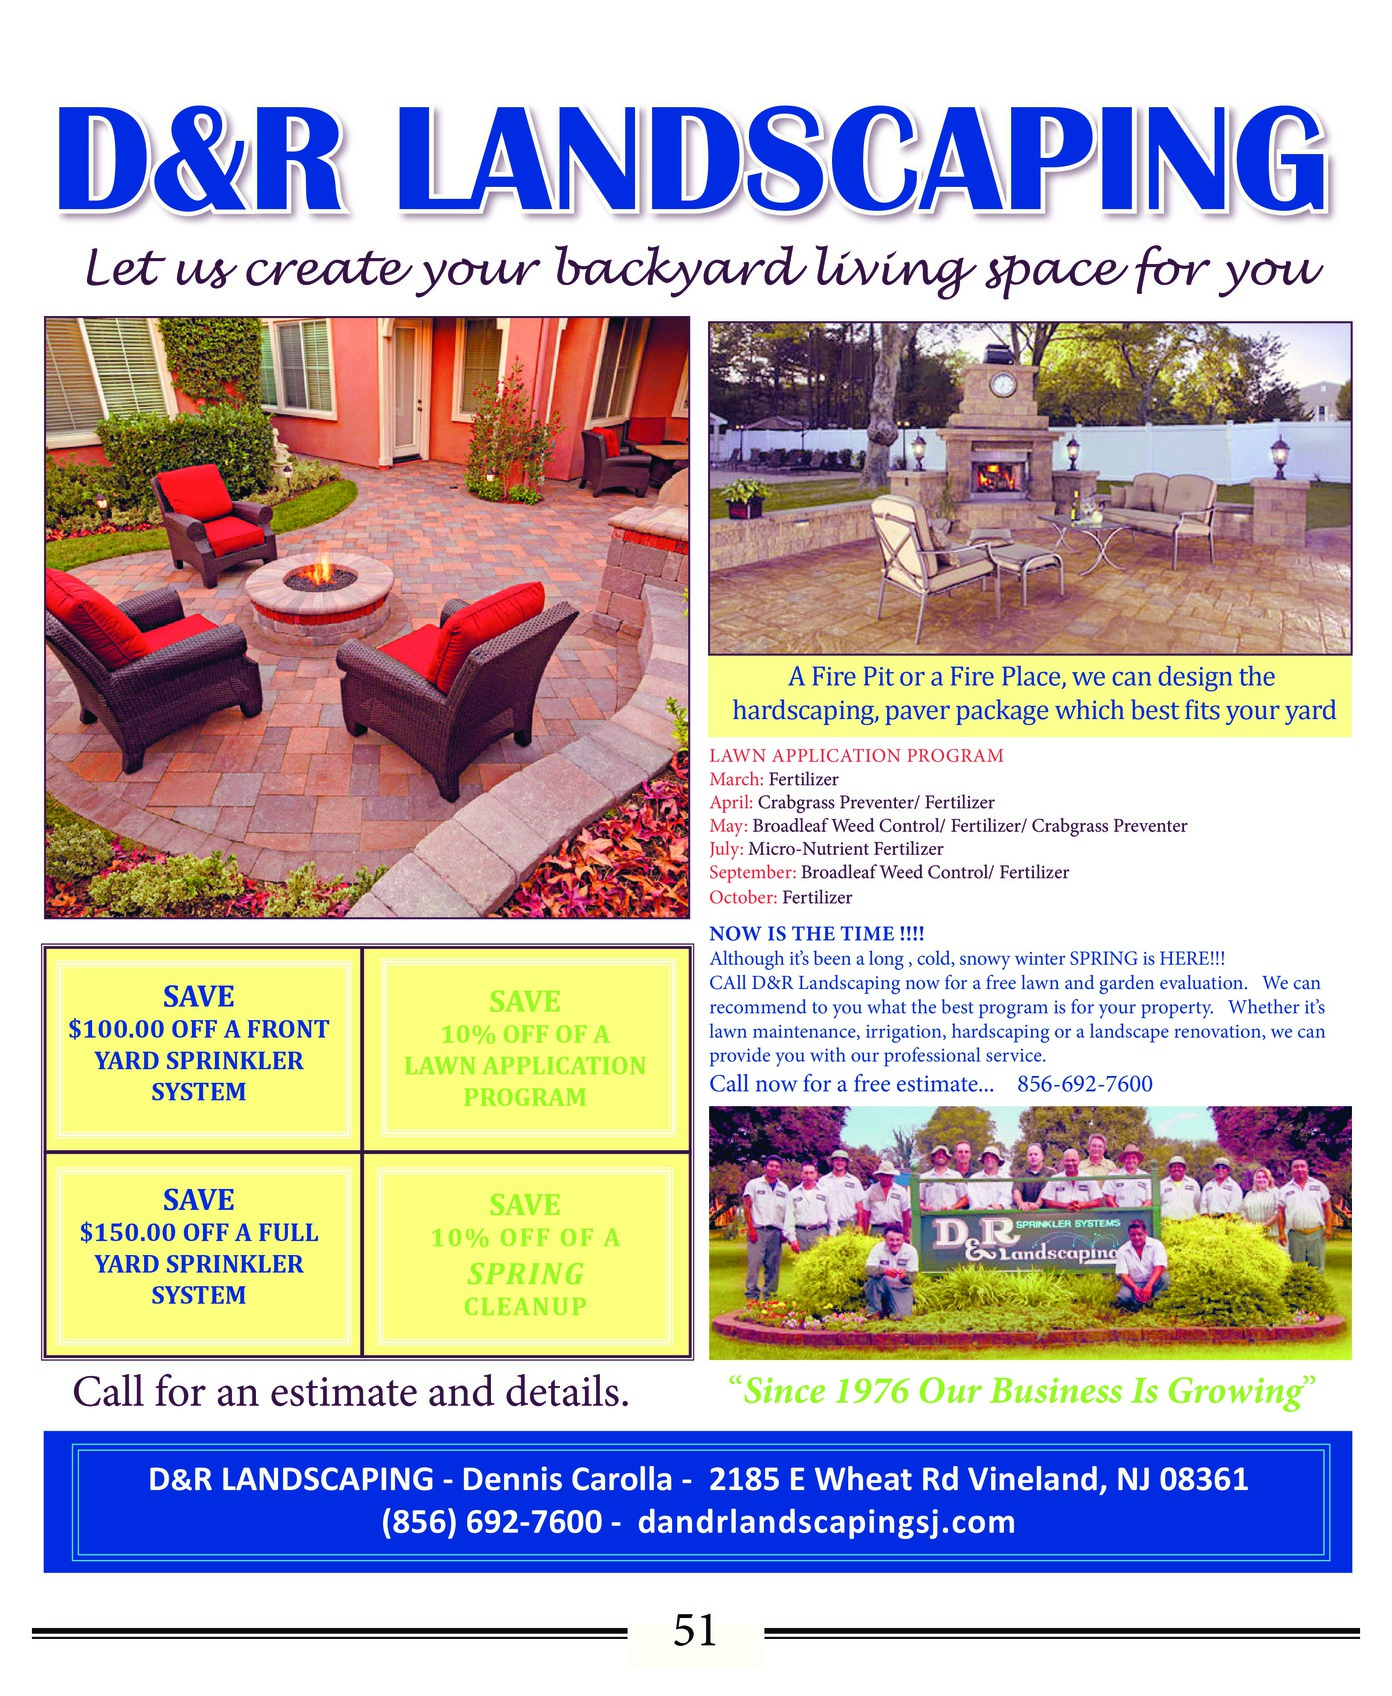 D&R LANDSCAPING
Let us create your backyard living space for you
A Fire Pit or a Fire Place, we can design the
hardscaping, paver package which best fits your yard
LAWN APPLICATION PROGRAM
March: Fertilizer
April: Crabgrass Preventer/ Fertilizer
May: Broadleaf Weed Control/ Fertilizer/ Crabgrass Preventer
July: Micro-Nutrient Fertilizer
September: Broadleaf Weed Control/ Fertilizer
October: Fertilizer
NOW IS THE TIME !!!!
Although it's been a long , cold, snowy winter SPRING is HERE!!!
CAll D&R Landscaping now for a free lawn and garden evaluation. We can
recommend to you what the best program is for your property. Whether it's
lawn maintenance, irrigation, hardscaping or a landscape renovation, we can
provide you with our professional service.
Call now for a free estimate... 856-692-7600
SAVE
$100.00 OFF A FRONT
YARD SPRINKLER
SYSTEM
SAVE
10% OFF OF A
LAWN APPLICATION
PROGRAM
SAVE
$150.00 OFF A FULL
YARD SPRINKLER
SYSTEM
SAVE
10% OFF OF A
SPRING
CLEANUP
D&R SPRINKLER SYSTEMS
Landscaping
Call for an estimate and details.
“Since 1976 Our Business Is Growing”
D&R LANDSCAPING - Dennis Carolla - 2185 E Wheat Rd Vineland, NJ 08361
(856) 692-7600 - dandrlandscapingsj.com
51